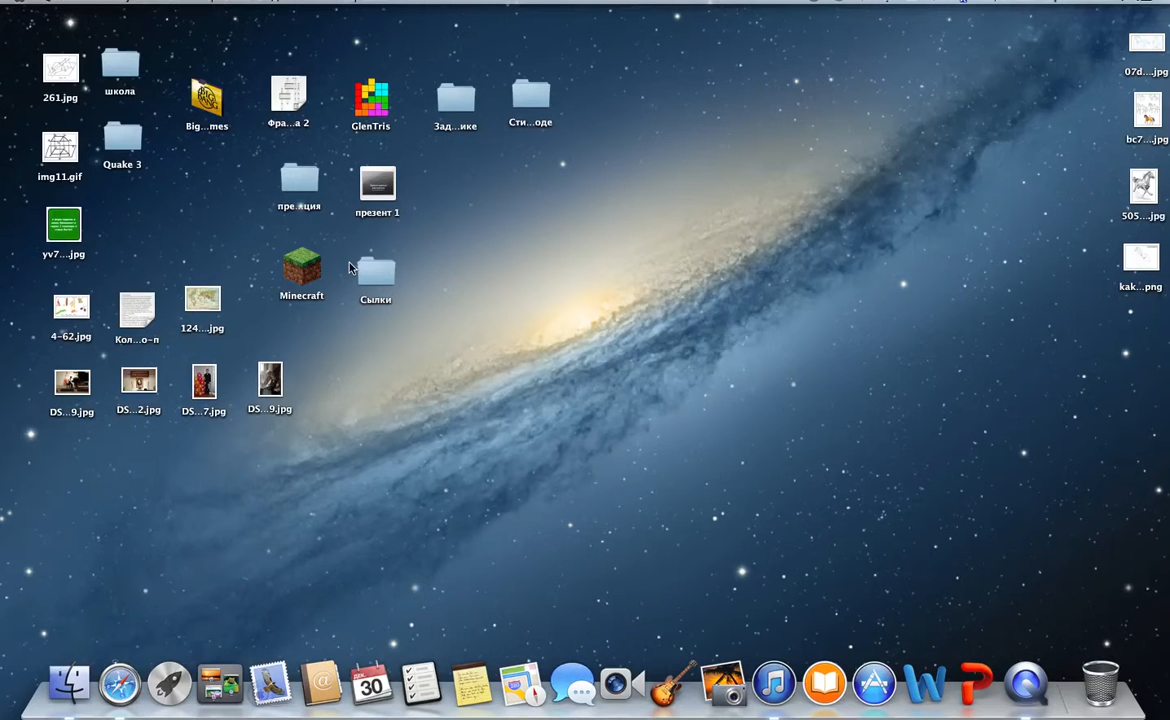 261.jpg
школа
Big...mes
Фра...а 2
GlenTris
Зад...ике
Сти...оде
07d....jpg
img11.gif
Quake 3
bc7....jpg
пре...ция
презент 1
505....jpg
yv7....jpg
Minecraft
Сылки
kak...png
4-62.jpg
Кол...о-п
124....jpg
DS...9.jpg
DS...2.jpg
DS...7.jpg
DS...9.jpg
ДЕК.
30